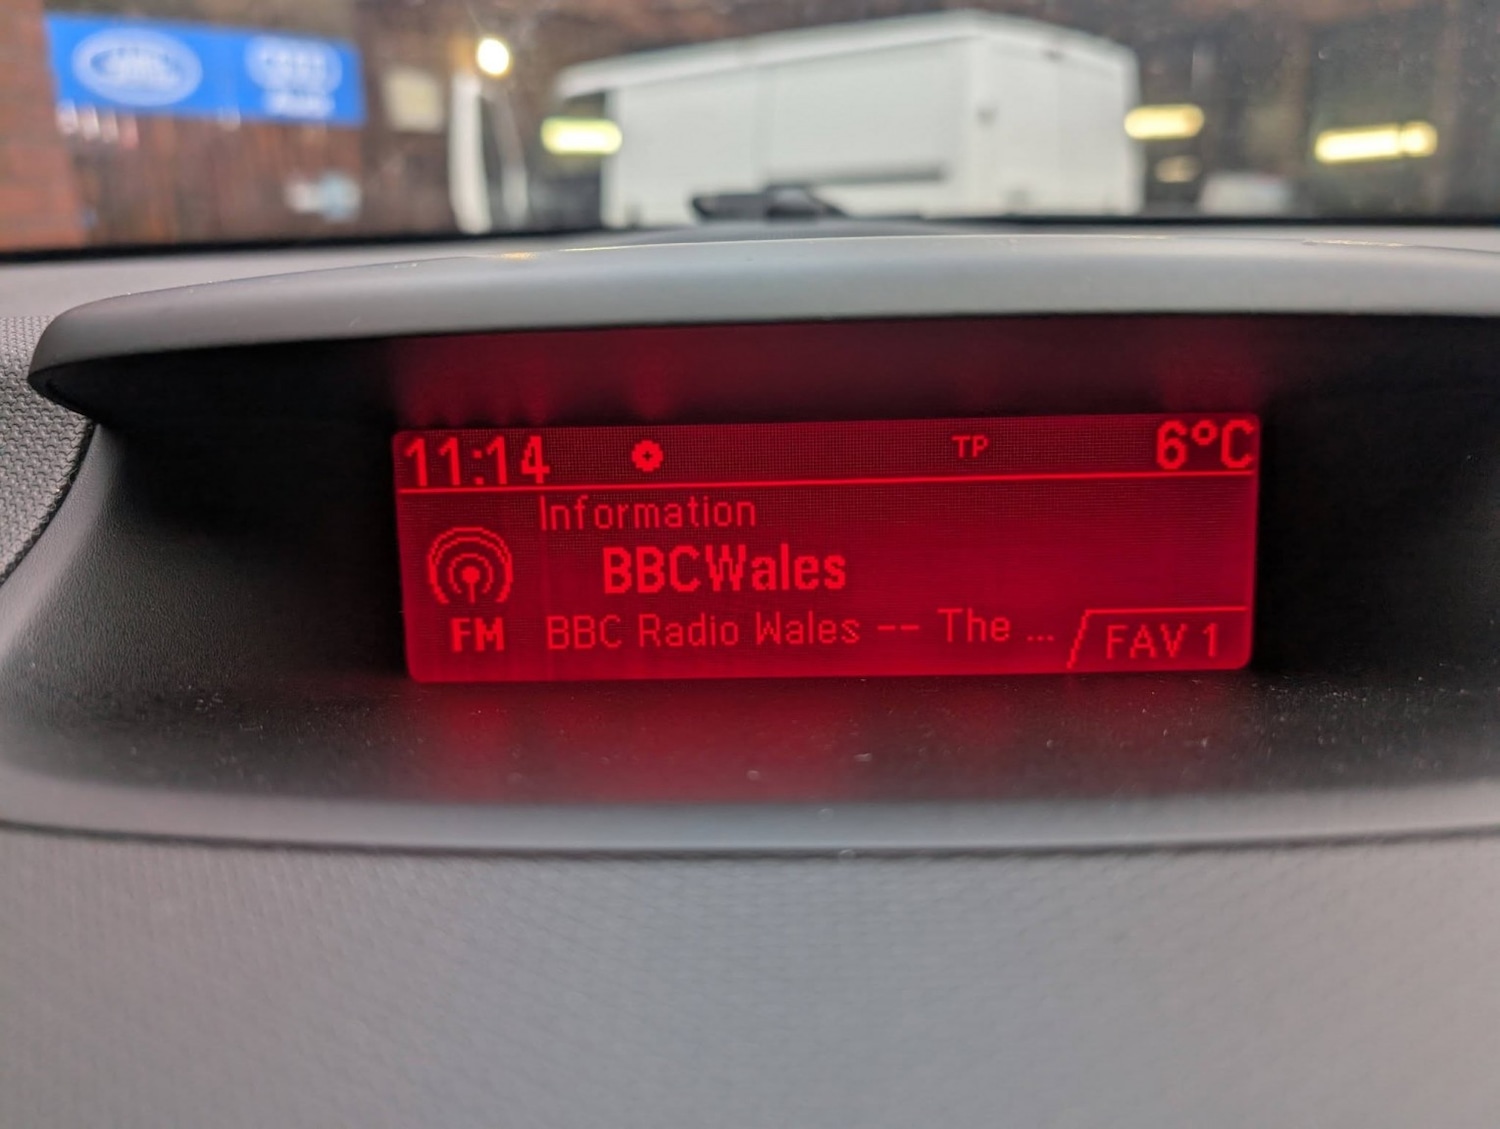 11:14 TP 6°C
Information
BBCWales
FM BBC Radio Wales -- The ...
FAV 1